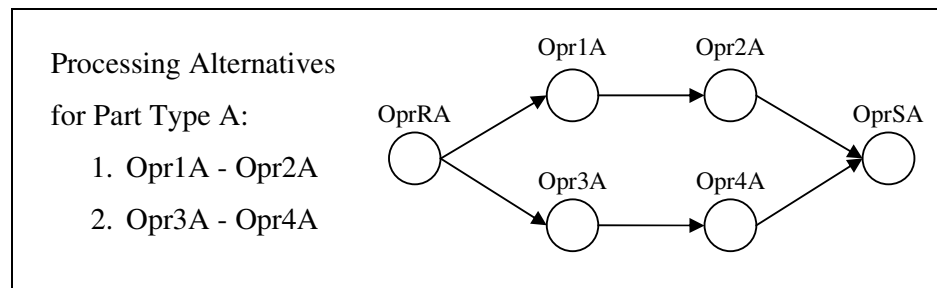 Processing Alternatives
for Part Type A:
1. Opr1A - Opr2A
2. Opr3A - Opr4A
Opr1A
Opr2A
OprRA
OprSA
Opr3A
Opr4A